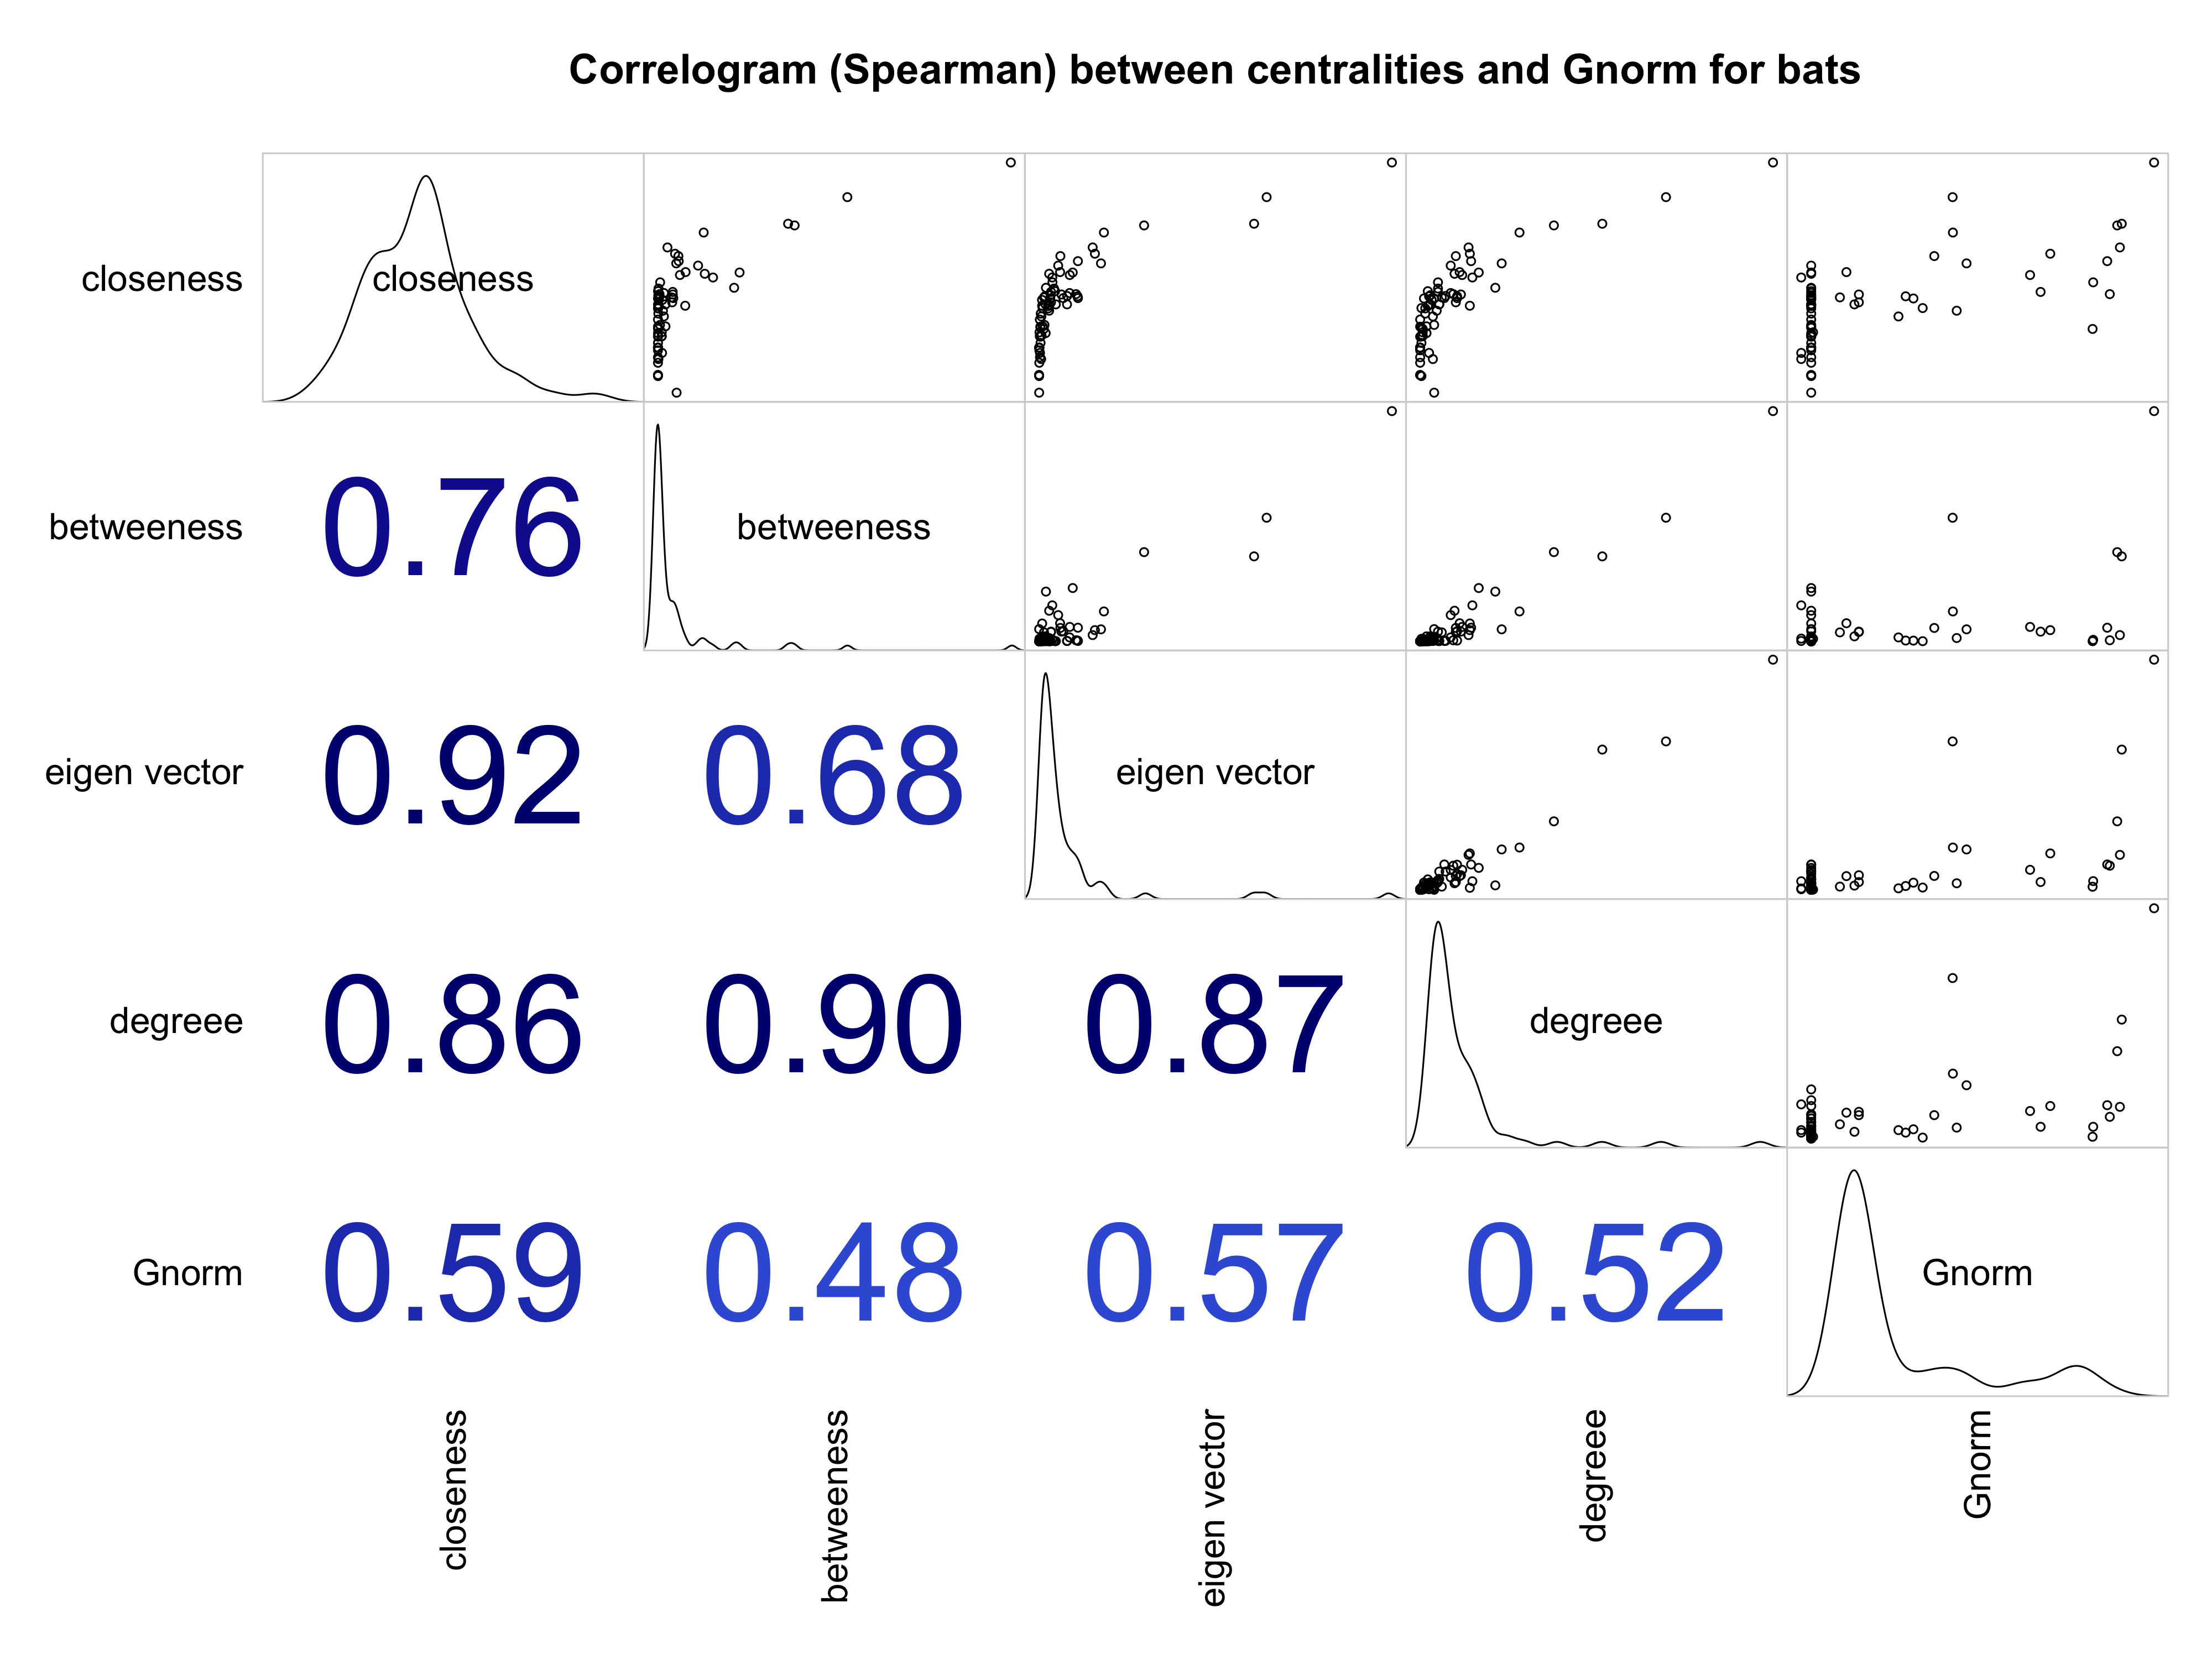 Correlogram (Spearman) between centralities and Gnorm for bats
closeness
closeness
betweeness
0.76
betweeness
eigen vector
0.92
0.68
eigen vector
degreee
0.86
0.90
0.87
degreee
Gnorm
0.59
0.48
0.57
0.52
Gnorm
closeness
betweeness
eigen vector
degreee
Gnorm